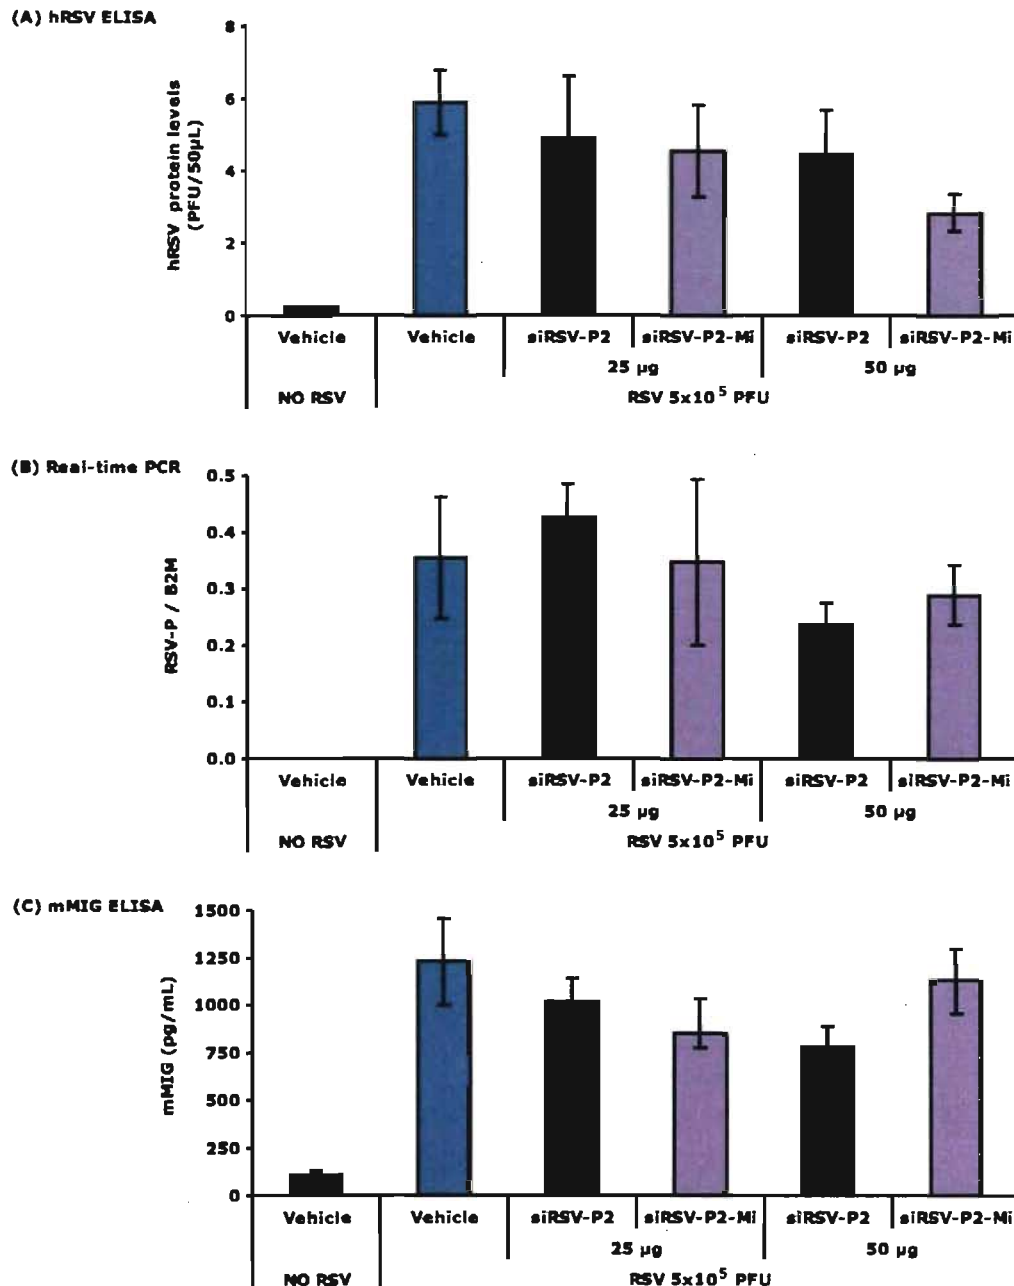 (A) hRSV ELISA
hRSV protein levels
(PFU/50µL)
8
6
4
2
0
Vehicle Vehicle siRSV-P2 siRSV-P2-Mi siRSV-P2 siRSV-P2-Mi
25 µg 50 µg
NO RSV RSV 5x10⁵ PFU
(B) Real-time PCR
RSV-P / B2M
0.5
0.4
0.3
0.2
0.1
0.0
Vehicle Vehicle siRSV-P2 siRSV-P2-Mi siRSV-P2 siRSV-P2-Mi
25 µg 50 µg
NO RSV RSV 5x10⁵ PFU
(C) mMIG ELISA
mMIG (pg/mL)
1500
1250
1000
750
500
250
0
Vehicle Vehicle siRSV-P2 siRSV-P2-Mi siRSV-P2 siRSV-P2-Mi
25 µg 50 µg
NO RSV RSV 5x10⁵ PFU